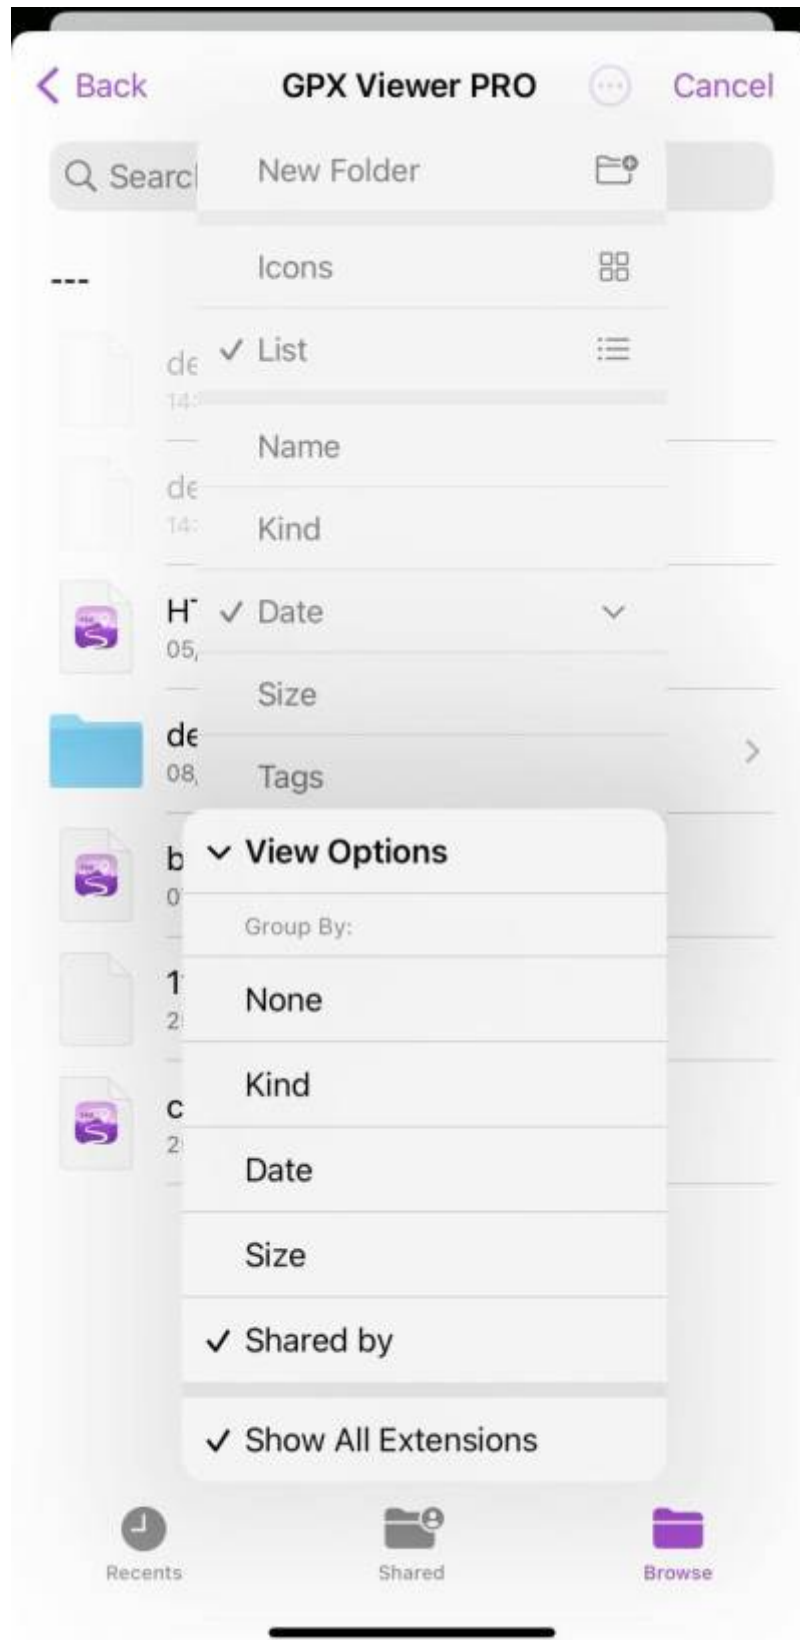 Back
GPX Viewer PRO
Cancel
New Folder
Icons
---
List
Name
Kind
Date
Size
Tags
View Options
Group By:
None
Kind
Date
Size
Shared by
Show All Extensions
Recents
Shared
Browse